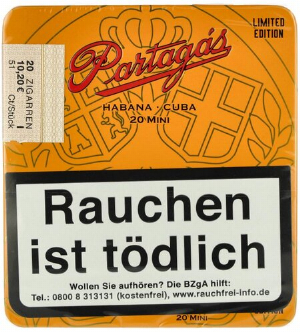 LIMITED
EDITION
Partagás
HABANA · CUBA
20 MINI
20 ZIGARREN I
10,20 €
51 Ct/Stück
Rauchen
ist tödlich
Wollen Sie aufhören? Die BZgA hilft:
Tel.: 0800 8 313131 (kostenfrei), www.rauchfrei-info.de
20 MINI